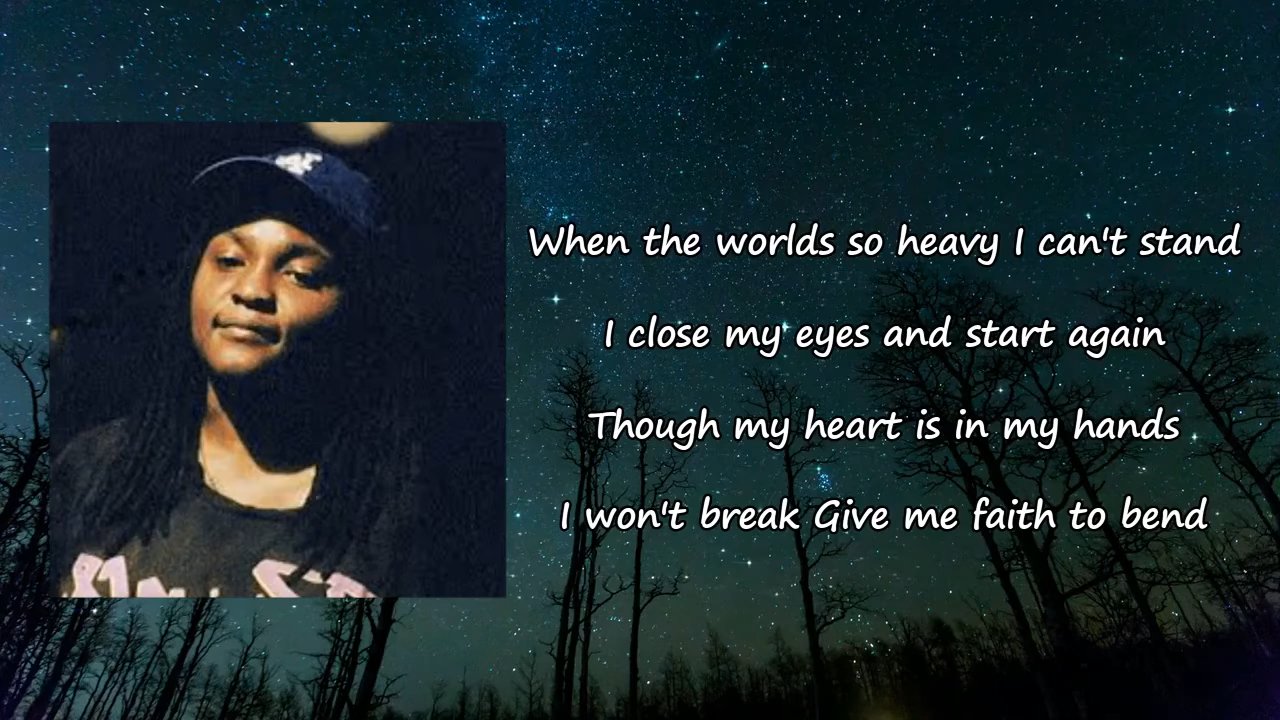 When the worlds so heavy I can't stand
I close my eyes and start again
Though my heart is in my hands
I won't break Give me faith to bend